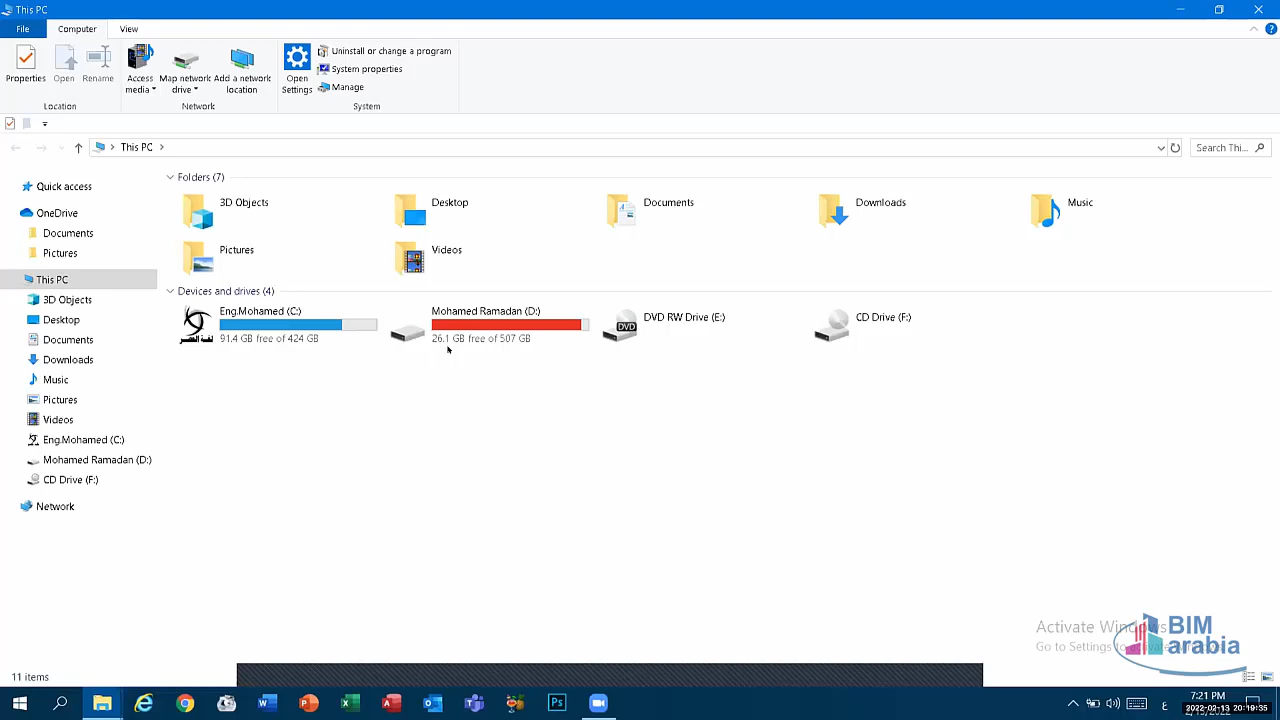 This PC
File
Computer
View
Properties
Open
Rename
Access media
Map network drive
Add a network location
Open Settings
Uninstall or change a program
System properties
Manage
Location
Network
System
This PC
Search Thi...
Quick access
OneDrive
Documents
Pictures
This PC
3D Objects
Desktop
Documents
Downloads
Music
Pictures
Videos
Eng.Mohamed (C:)
Mohamed Ramadan (D:)
CD Drive (F:)
Network
Folders (7)
3D Objects
Desktop
Documents
Downloads
Music
Pictures
Videos
Devices and drives (4)
Eng.Mohamed (C:)
91.4 GB free of 424 GB
Mohamed Ramadan (D:)
26.1 GB free of 507 GB
DVD
DVD RW Drive (E:)
CD Drive (F:)
Activate Windows
Go to Settings to
BIM
arabia
11 items
7:21 PM
2022-02-13 20:19:35
ع